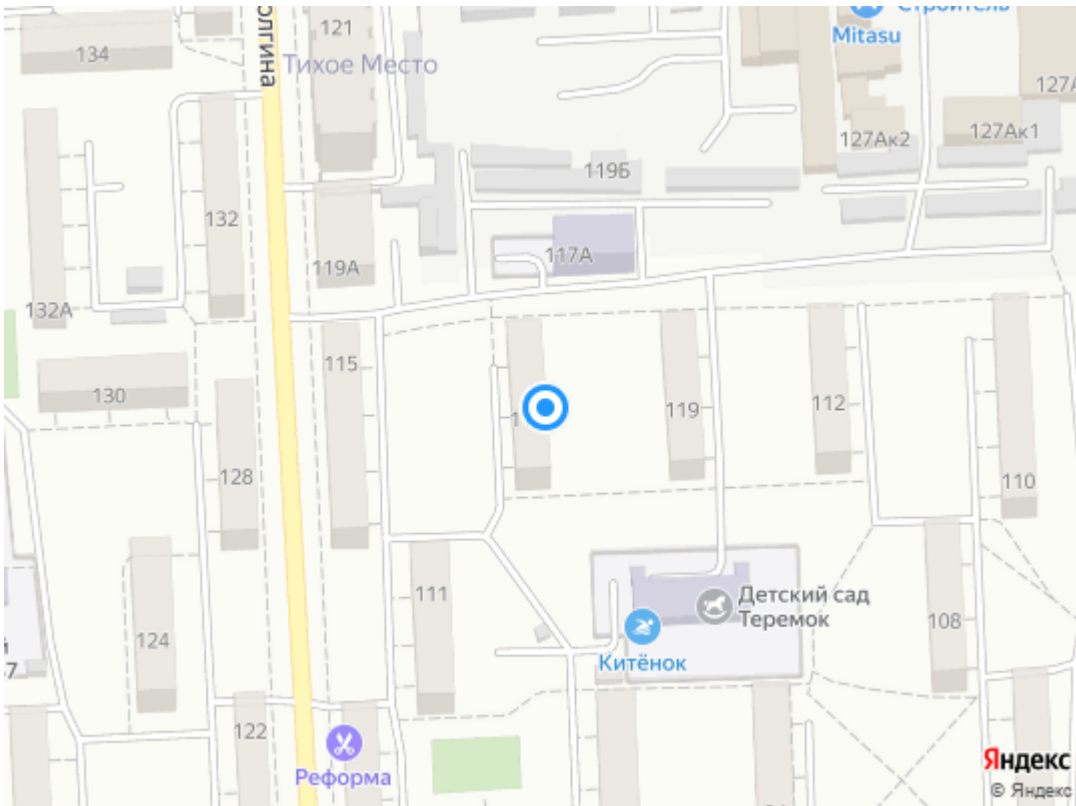 134
олгина
121
Тихое Место
Строитель
Mitasu
127А
127Ак2
127Ак1
119Б
132
119А
117А
132А
130
115
119
112
128
110
111
Детский сад
Теремок
Китёнок
108
124
7
122
Реформа
Яндекс
© Яндекс